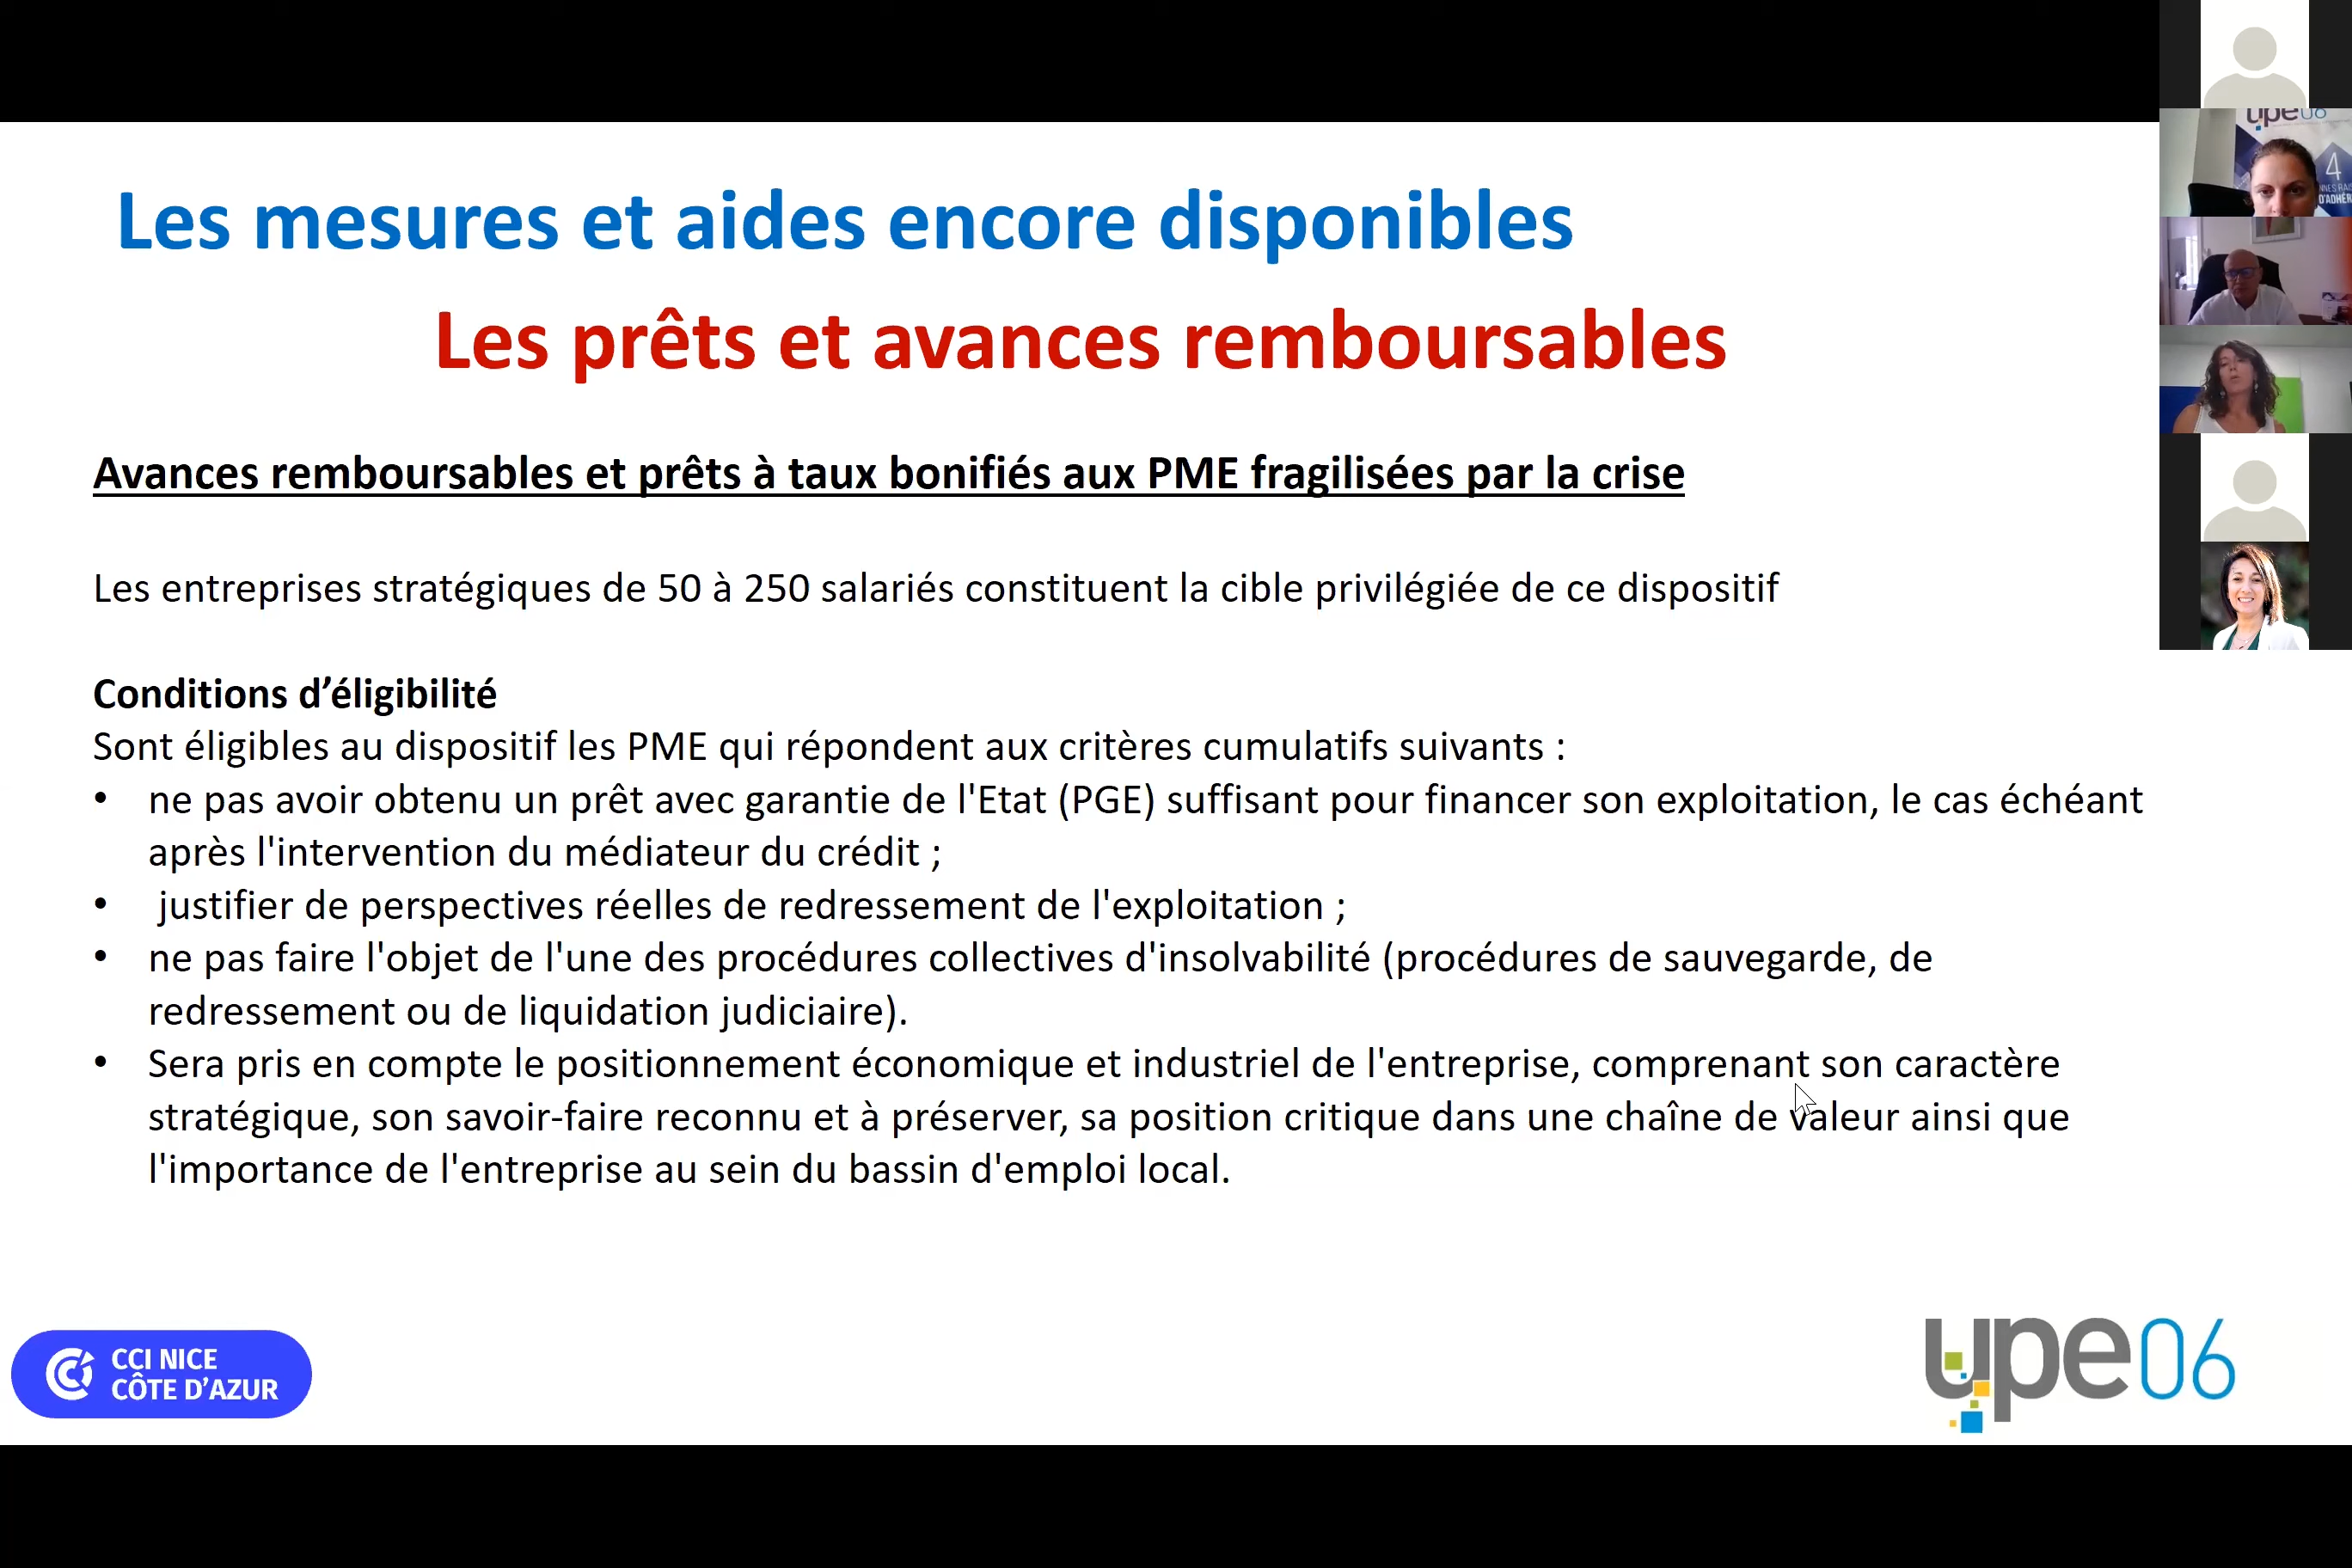 Les mesures et aides encore disponibles
Les prêts et avances remboursables
Avances remboursables et prêts à taux bonifiés aux PME fragilisées par la crise
Les entreprises stratégiques de 50 à 250 salariés constituent la cible privilégiée de ce dispositif
Conditions d’éligibilité
Sont éligibles au dispositif les PME qui répondent aux critères cumulatifs suivants :
• ne pas avoir obtenu un prêt avec garantie de l'Etat (PGE) suffisant pour financer son exploitation, le cas échéant
après l'intervention du médiateur du crédit ;
• justifier de perspectives réelles de redressement de l'exploitation ;
• ne pas faire l'objet de l'une des procédures collectives d'insolvabilité (procédures de sauvegarde, de
redressement ou de liquidation judiciaire).
• Sera pris en compte le positionnement économique et industriel de l'entreprise, comprenant son caractère
stratégique, son savoir-faire reconnu et à préserver, sa position critique dans une chaîne de valeur ainsi que
l'importance de l'entreprise au sein du bassin d'emploi local.
CCI NICE
CÔTE D’AZUR
upe06
upe06
4